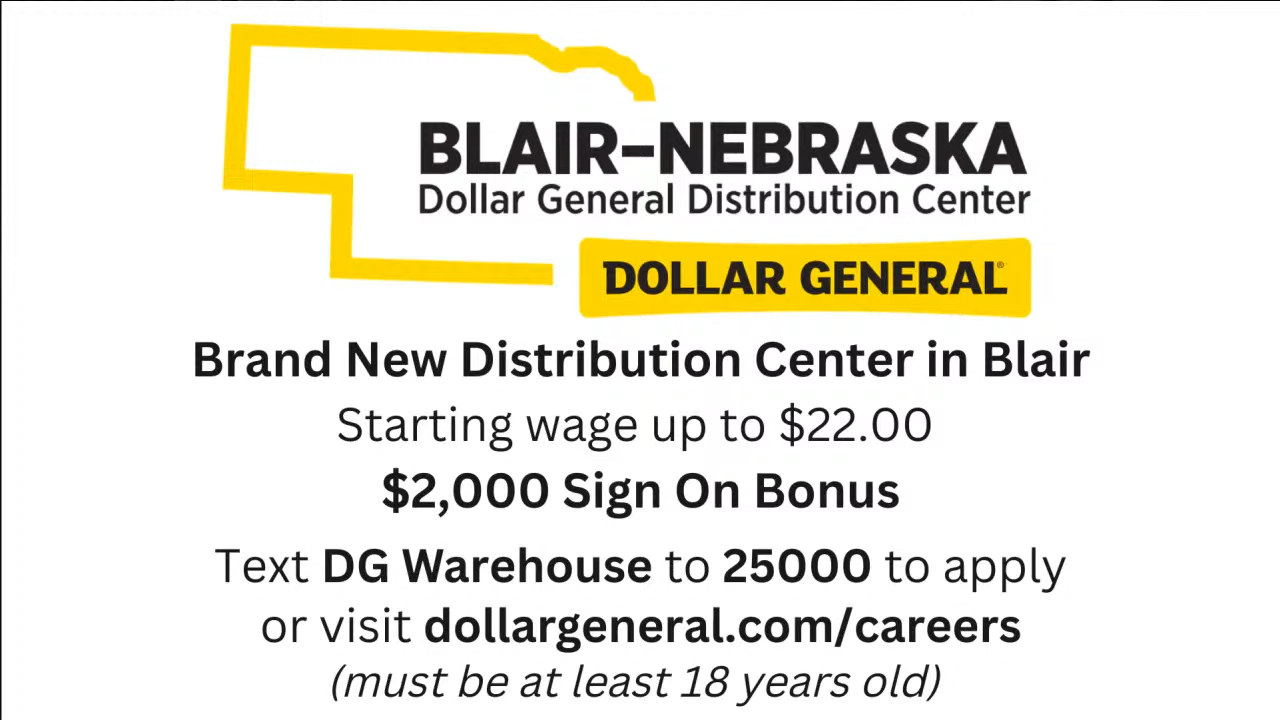 BLAIR–NEBRASKA
Dollar General Distribution Center
DOLLAR GENERAL®
Brand New Distribution Center in Blair
Starting wage up to $22.00
$2,000 Sign On Bonus
Text DG Warehouse to 25000 to apply
or visit dollargeneral.com/careers
(must be at least 18 years old)